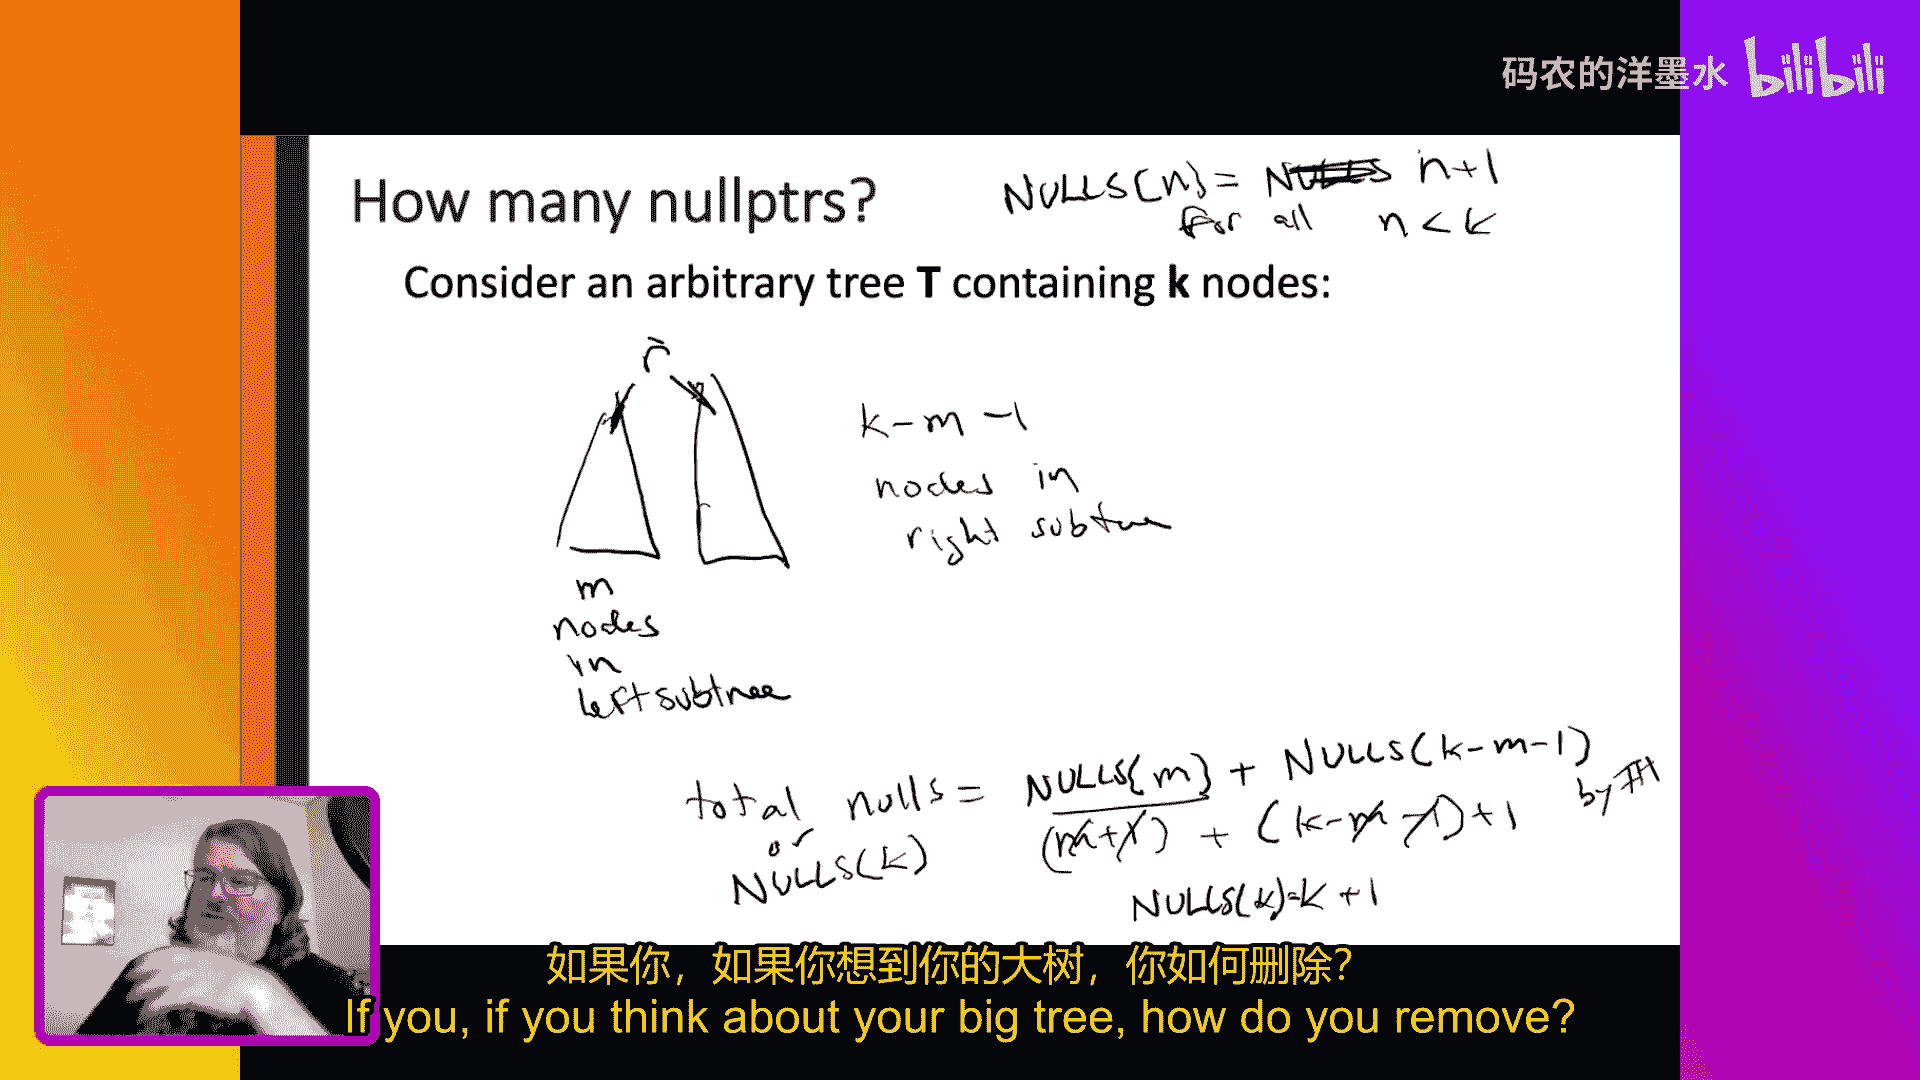 码农的洋墨水 bilibili
How many nullptrs?
NULLS(n) = n+1
for all n < k
Consider an arbitrary tree T containing k nodes:
r
k-m-1
nodes in
right subtree
m
nodes
in
left subtree
total nulls = NULLS(m) + NULLS(k-m-1)
or
(m+1) + (k-m-1)+1 by IH
NULLS(k)
NULLS(k)=k+1
如果你，如果你想到你的大树，你如何删除？
If you, if you think about your big tree, how do you remove?